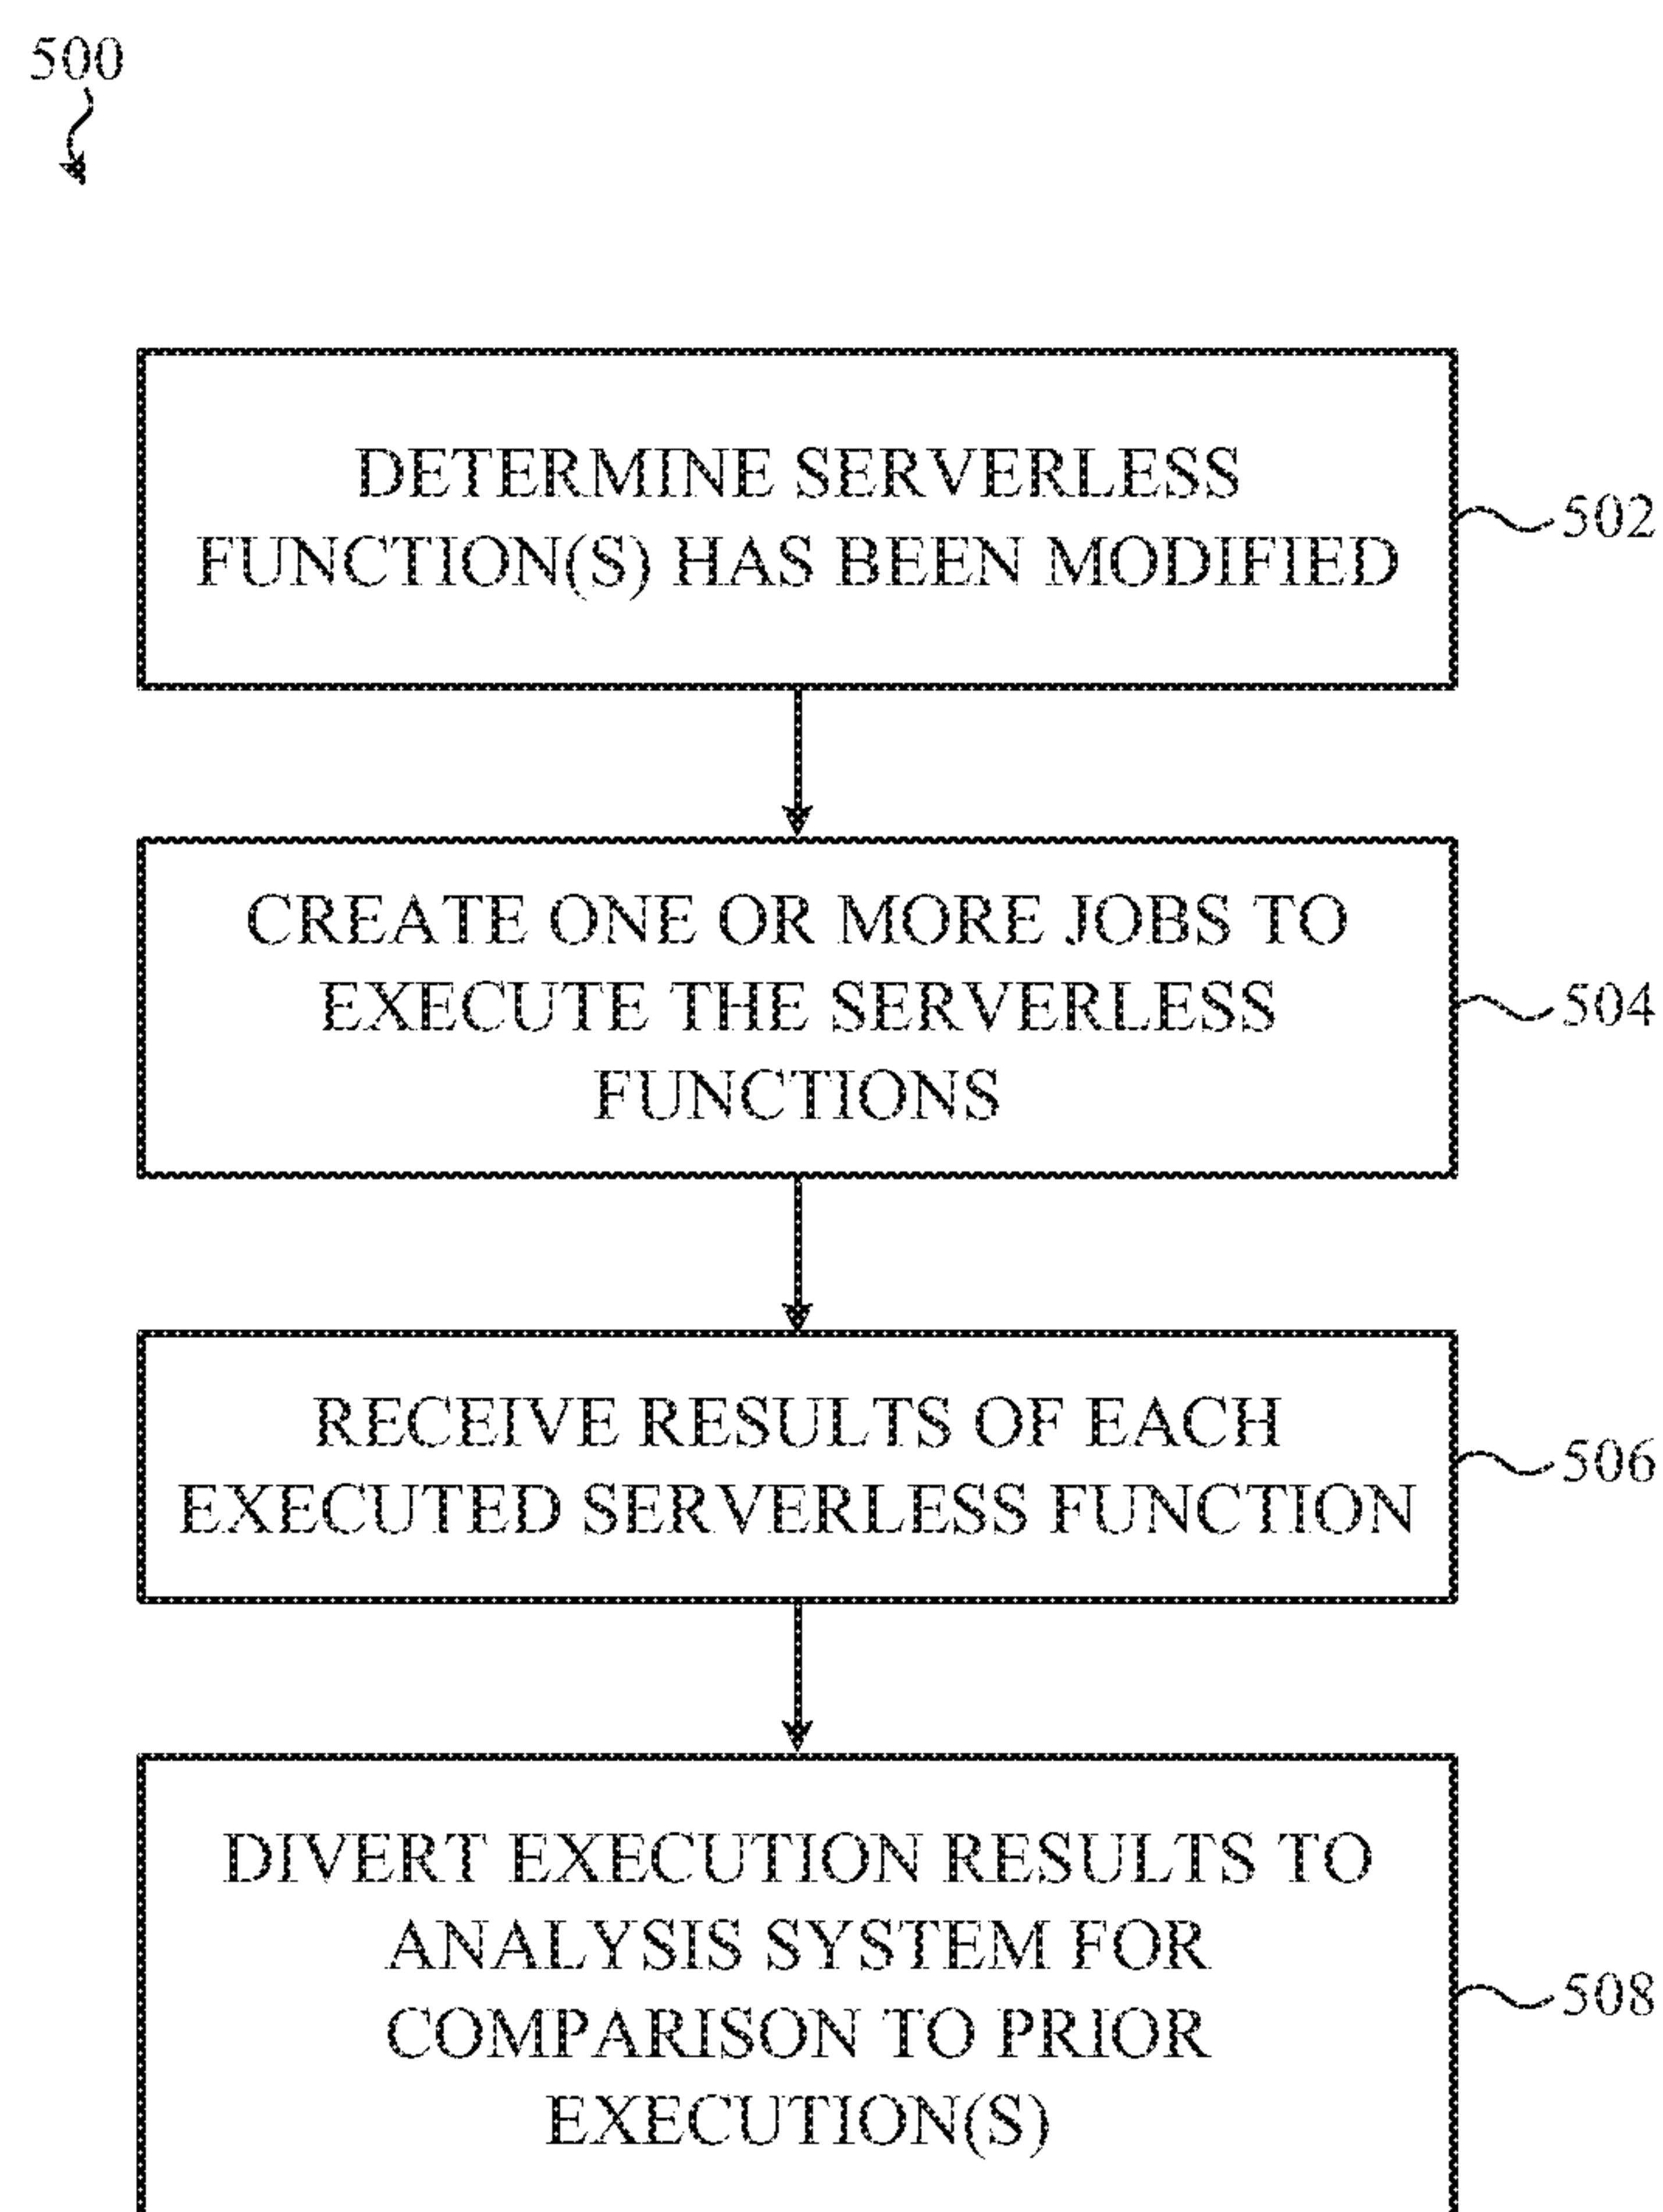 500
DETERMINE SERVERLESS
FUNCTION(S) HAS BEEN MODIFIED
502
CREATE ONE OR MORE JOBS TO
EXECUTE THE SERVERLESS
FUNCTIONS
504
RECEIVE RESULTS OF EACH
EXECUTED SERVERLESS FUNCTION
506
DIVERT EXECUTION RESULTS TO
ANALYSIS SYSTEM FOR
COMPARISON TO PRIOR
EXECUTION(S)
508